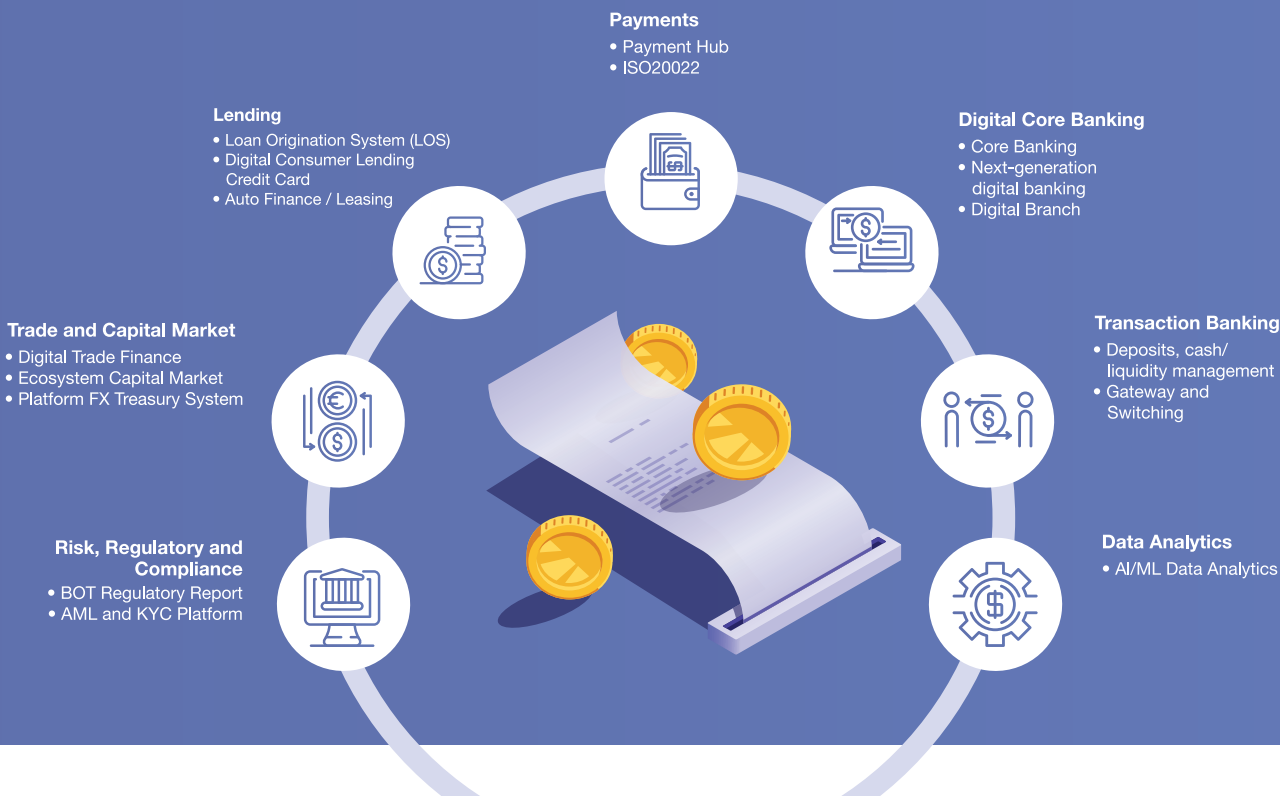 Payments
• Payment Hub
• ISO20022
Lending
• Loan Origination System (LOS)
• Digital Consumer Lending
Credit Card
• Auto Finance / Leasing
Digital Core Banking
• Core Banking
• Next-generation
digital banking
• Digital Branch
Trade and Capital Market
• Digital Trade Finance
• Ecosystem Capital Market
• Platform FX Treasury System
Transaction Banking
• Deposits, cash/
liquidity management
• Gateway and
Switching
Risk, Regulatory and
Compliance
• BOT Regulatory Report
• AML and KYC Platform
Data Analytics
• AI/ML Data Analytics